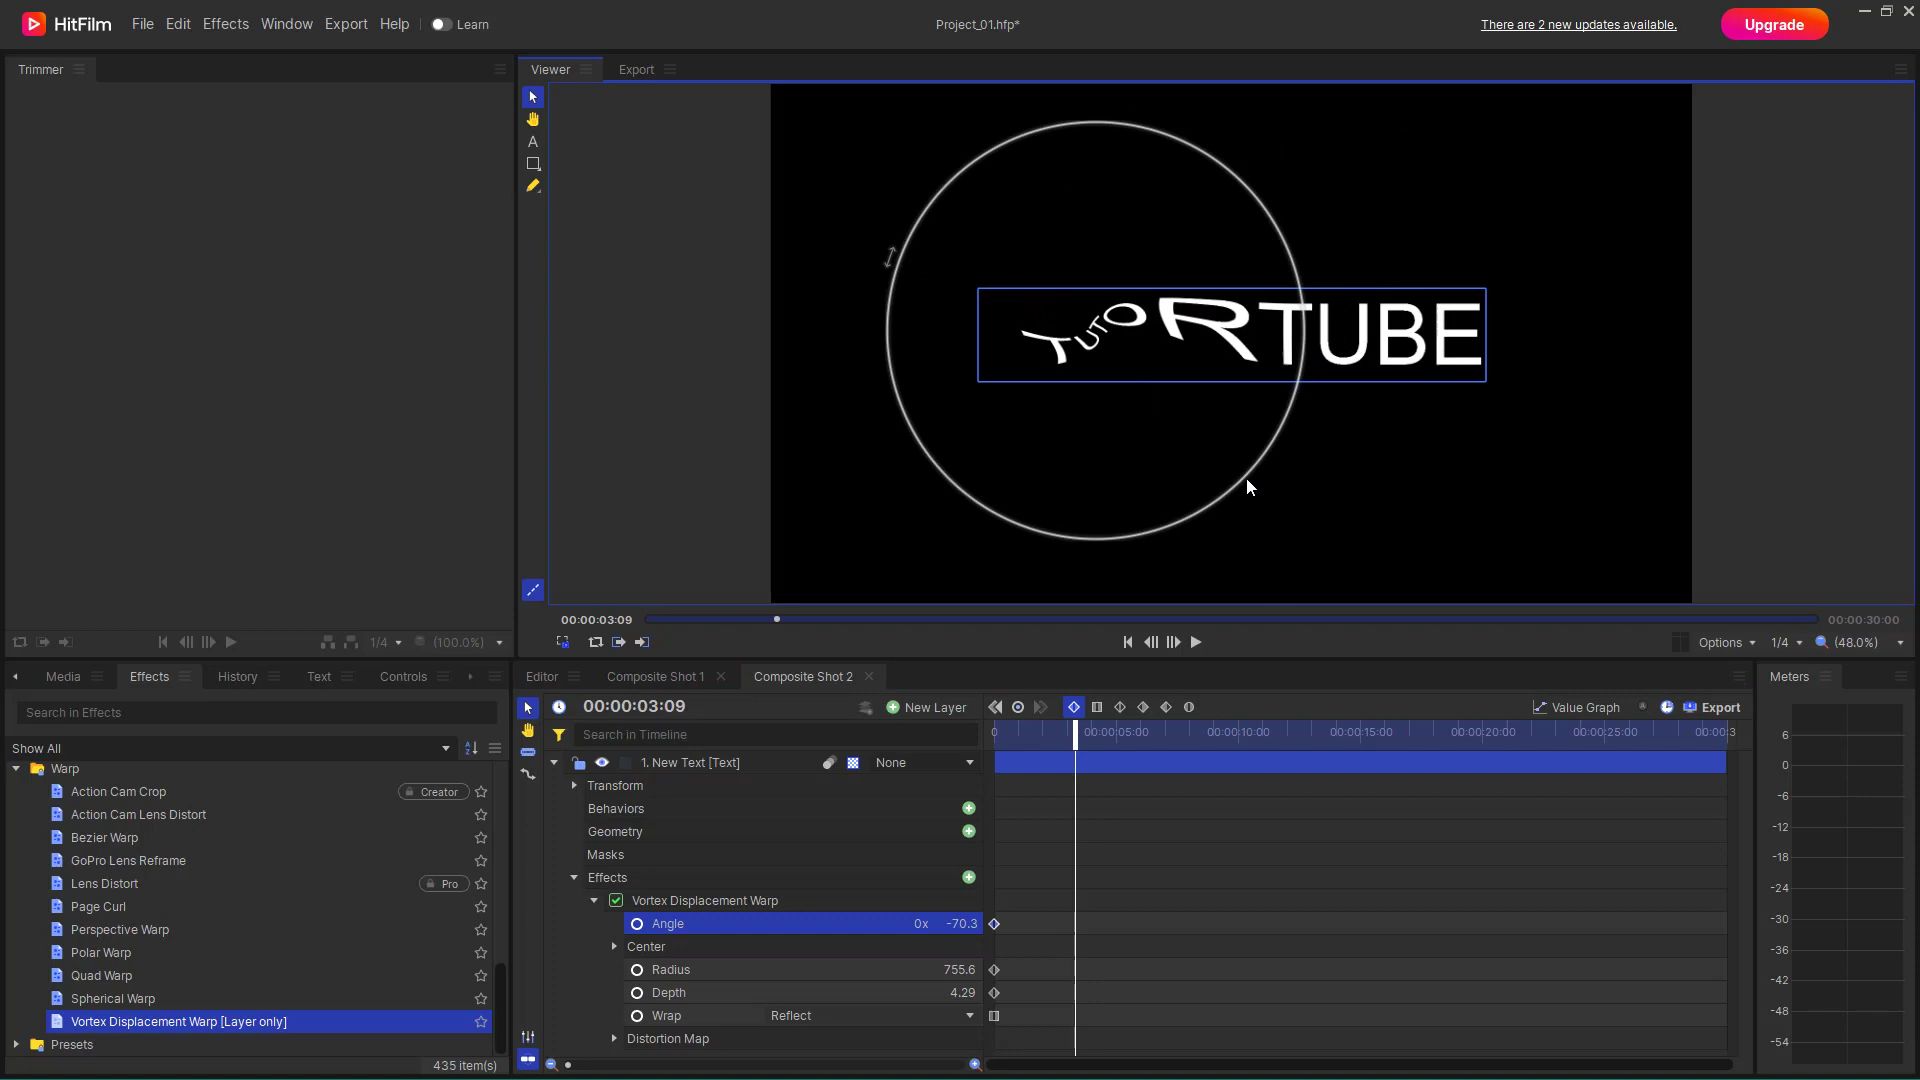 HitFilm File Edit Effects Window Export Help Learn Project_01.hfp* There are 2 new updates available. Upgrade
Trimmer
Viewer Export
A
YUTORTUBE
00:00:03:09 00:00:30:00
1/4 (100.0%)
Options 1/4 (48.0%)
Media Effects History Text Controls
Search in Effects
Show All
Warp
Action Cam Crop Creator
Action Cam Lens Distort
Bezier Warp
GoPro Lens Reframe
Lens Distort Pro
Page Curl
Perspective Warp
Polar Warp
Quad Warp
Spherical Warp
Vortex Displacement Warp [Layer only]
Presets
435 item(s)
Editor Composite Shot 1 Composite Shot 2
00:00:03:09 New Layer Value Graph Export
Search in Timeline
0 00:00:05:00 00:00:10:00 00:00:15:00 00:00:20:00 00:00:25:00 00:00:3
1. New Text [Text] None
Transform
Behaviors
Geometry
Masks
Effects
Vortex Displacement Warp
Angle 0x -70.3
Center
Radius 755.6
Depth 4.29
Wrap Reflect
Distortion Map
Meters
6
0
-6
-12
-18
-24
-30
-36
-42
-48
-54